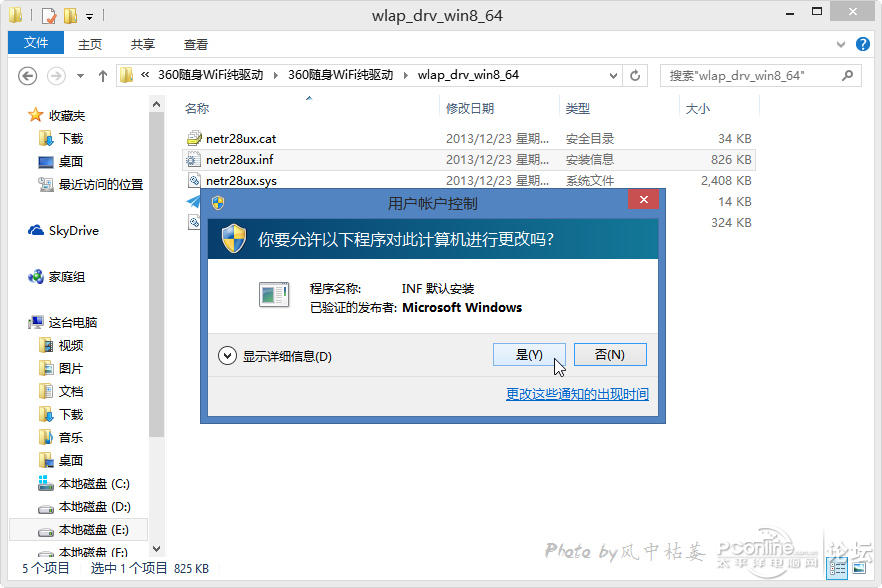 wlap_drv_win8_64
文件 主页 共享 查看
« 360随身WiFi纯驱动 360随身WiFi纯驱动 wlap_drv_win8_64 搜索"wlap_drv_win8_64"
收藏夹
下载
桌面
最近访问的位置
SkyDrive
家庭组
这台电脑
视频
图片
文档
下载
音乐
桌面
本地磁盘 (C:)
本地磁盘 (D:)
本地磁盘 (E:)
本地磁盘 (F:)
名称 修改日期 类型 大小
netr28ux.cat 2013/12/23 星期... 安全目录 34 KB
netr28ux.inf 2013/12/23 星期... 安装信息 826 KB
netr28ux.sys 2013/12/23 星期... 系统文件 2,408 KB
14 KB
324 KB
用户帐户控制
你要允许以下程序对此计算机进行更改吗?
程序名称: INF 默认安装
已验证的发布者: Microsoft Windows
显示详细信息(D) 是(Y) 否(N)
更改这些通知的出现时间
5 个项目 选中 1 个项目 825 KB
Photo by风中枯萎
PConline 论坛
太平洋电脑网